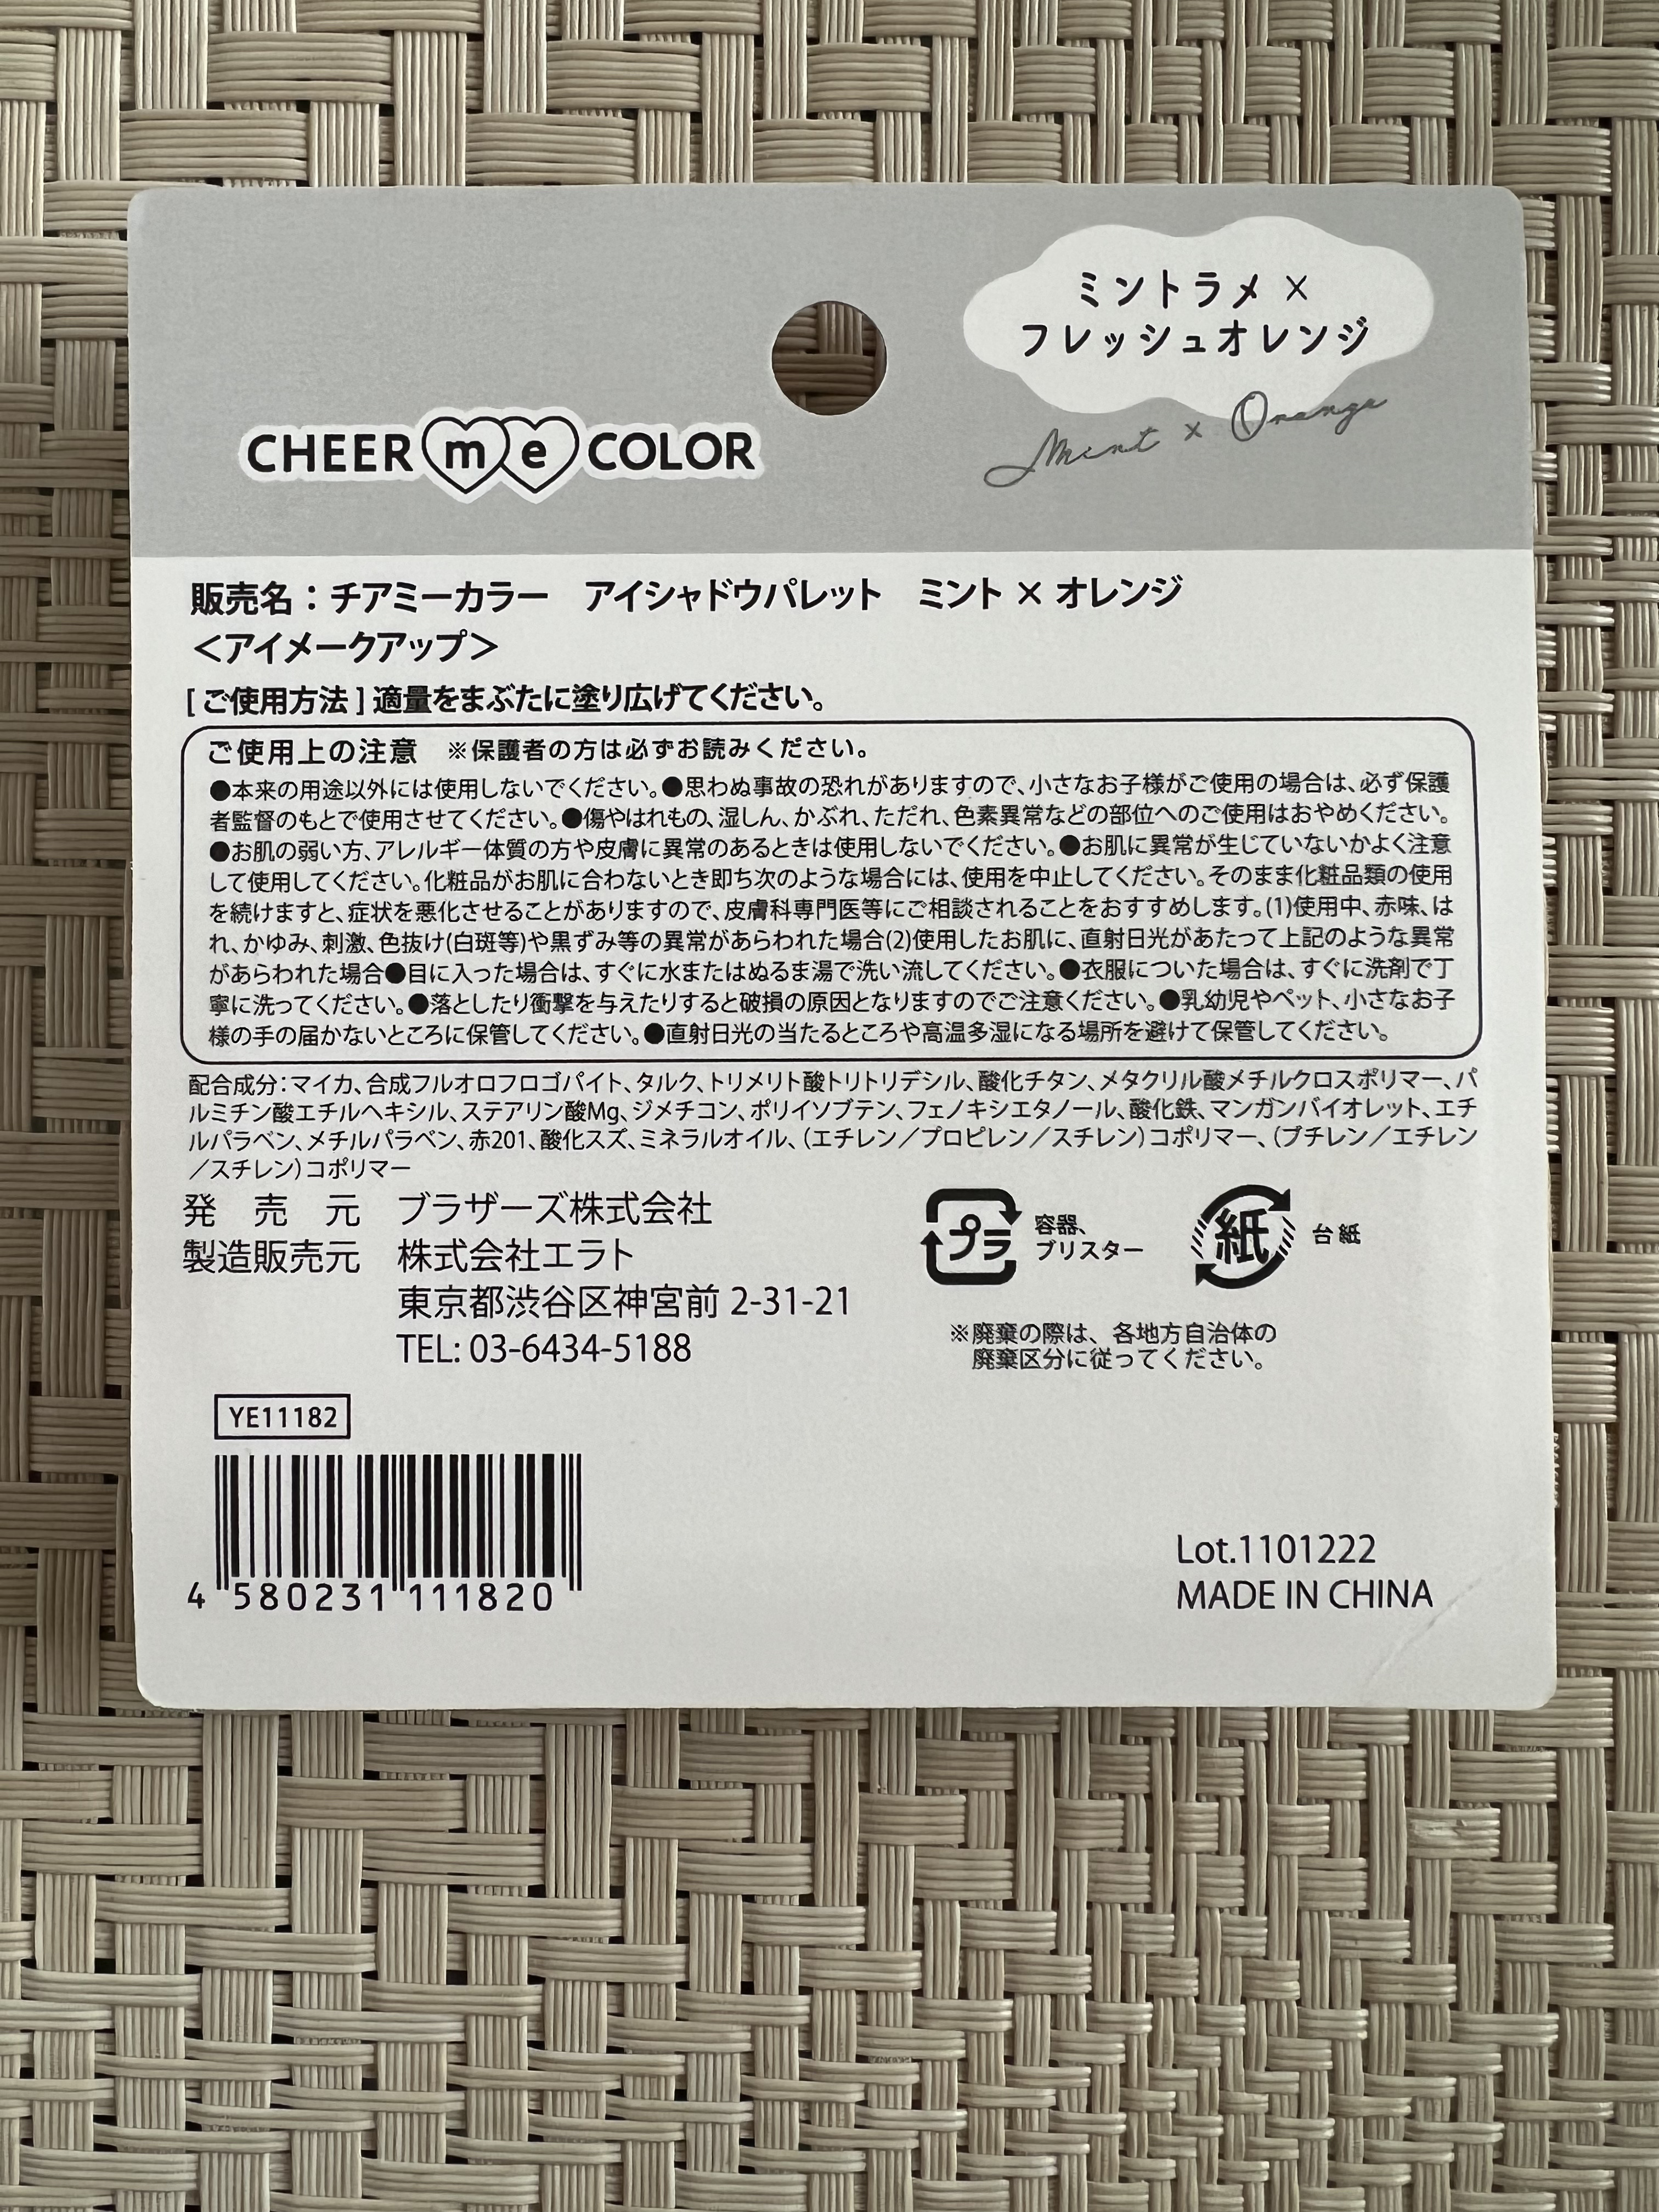 ミントラメ×
フレッシュオレンジ
Mint × Orange
CHEER me COLOR
販売名：チアミーカラー　アイシャドウパレット　ミント × オレンジ
＜アイメークアップ＞
[ ご使用方法 ] 適量をまぶたに塗り広げてください。
ご使用上の注意　※保護者の方は必ずお読みください。
●本来の用途以外には使用しないでください。●思わぬ事故の恐れがありますので、小さなお子様がご使用の場合は、必ず保護
者監督のもとで使用させてください。●傷やはれもの、湿しん、かぶれ、ただれ、色素異常などの部位へのご使用はおやめください。
●お肌の弱い方、アレルギー体質の方や皮膚に異常のあるときは使用しないでください。●お肌に異常が生じていないかよく注意
して使用してください。化粧品がお肌に合わないとき即ち次のような場合には、使用を中止してください。そのまま化粧品類の使用
を続けますと、症状を悪化させることがありますので、皮膚科専門医等にご相談されることをおすすめします。(1)使用中、赤味、は
れ、かゆみ、刺激、色抜け(白斑等)や黒ずみ等の異常があらわれた場合(2)使用したお肌に、直射日光があたって上記のような異常
があらわれた場合●目に入った場合は、すぐに水またはぬるま湯で洗い流してください。●衣服についた場合は、すぐに洗剤で丁
寧に洗ってください。●落としたり衝撃を与えたりすると破損の原因となりますのでご注意ください。●乳幼児やペット、小さなお子
様の手の届かないところに保管してください。●直射日光の当たるところや高温多湿になる場所を避けて保管してください。
配合成分：マイカ、合成フルオロフロゴパイト、タルク、トリメリト酸トリトリデシル、酸化チタン、メタクリル酸メチルクロスポリマー、パ
ルミチン酸エチルヘキシル、ステアリン酸Mg、ジメチコン、ポリイソブテン、フェノキシエタノール、酸化鉄、マンガンバイオレット、エチ
ルパラベン、メチルパラベン、赤201、酸化スズ、ミネラルオイル、（エチレン／プロピレン／スチレン）コポリマー、（ブチレン／エチレン
／スチレン）コポリマー
発　売　元　ブラザーズ株式会社
製造販売元　株式会社エラト
東京都渋谷区神宮前 2-31-21
TEL: 03-6434-5188
プラ 容器、
ブリスター
紙 台紙
※廃棄の際は、各地方自治体の
廃棄区分に従ってください。
YE11182
4 580231 111820
Lot.1101222
MADE IN CHINA